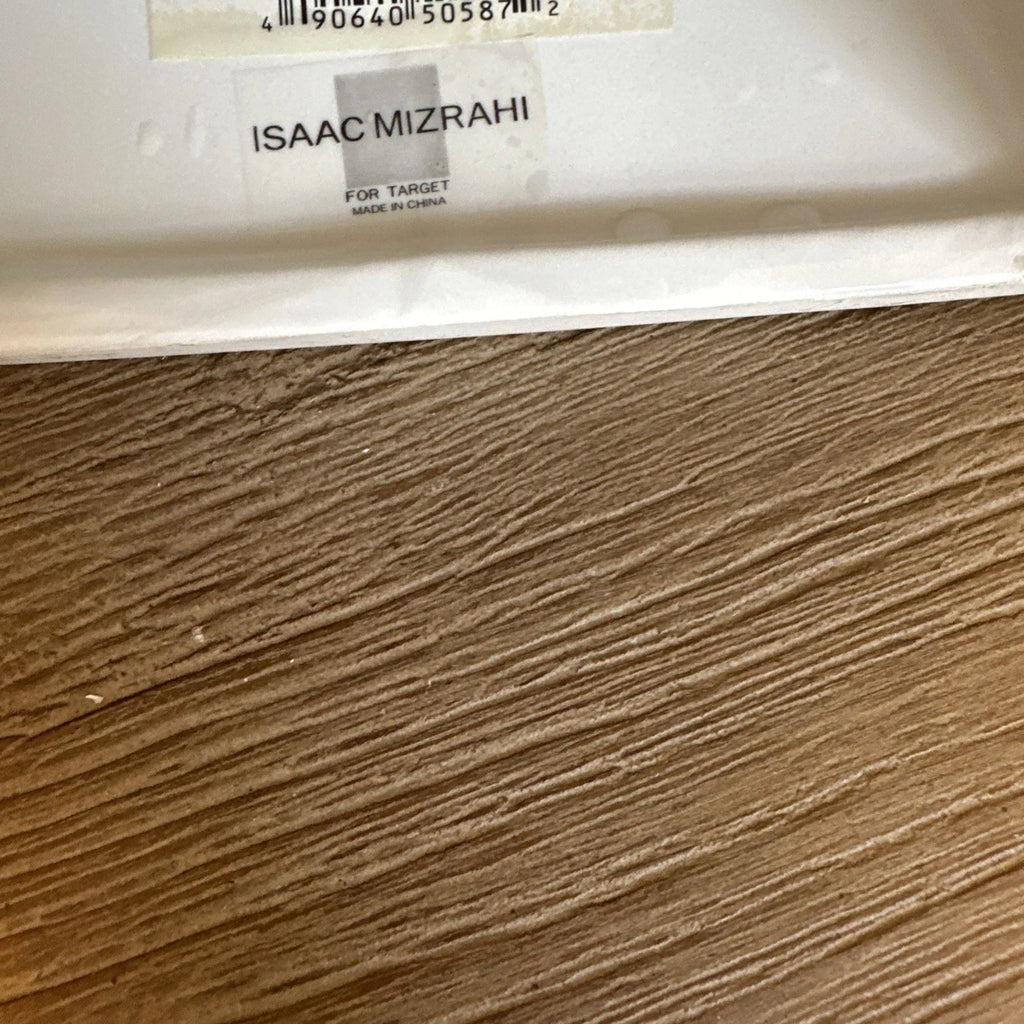 4 90640 50587 2
ISAAC MIZRAHI
FOR TARGET
MADE IN CHINA